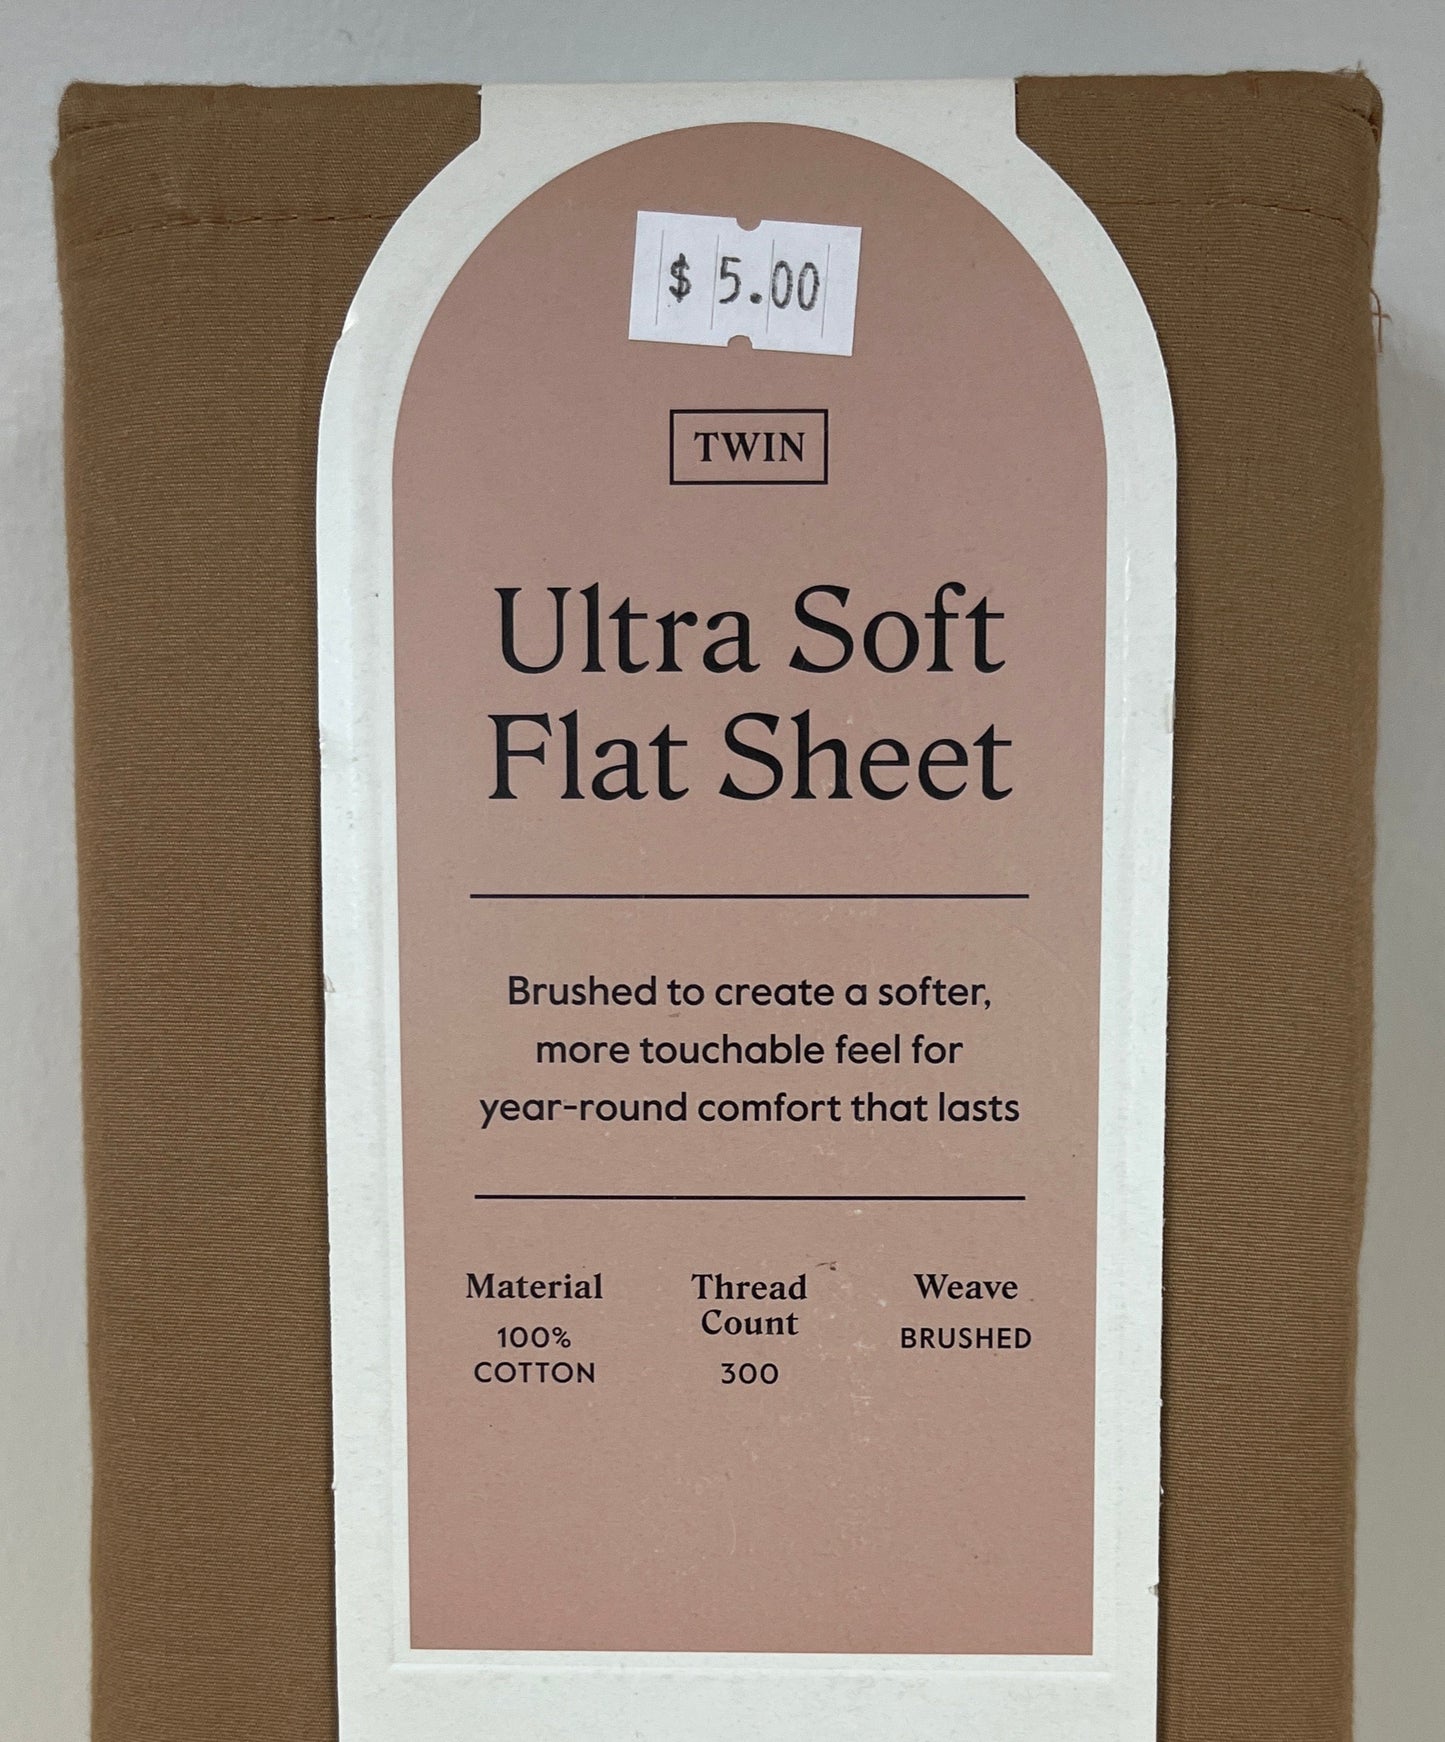 $ 5.00
TWIN
Ultra Soft
Flat Sheet
Brushed to create a softer,
more touchable feel for
year-round comfort that lasts
Material
100%
COTTON
Thread
Count
300
Weave
BRUSHED